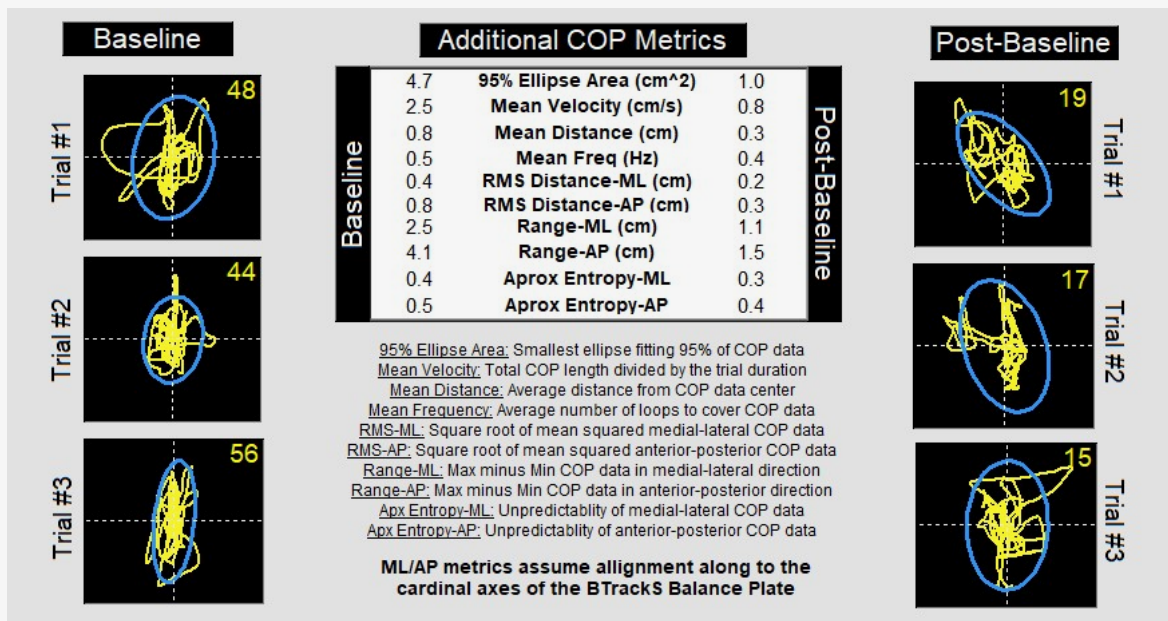 Baseline
Additional COP Metrics
Post-Baseline
Trial #1
48
Trial #2
44
Trial #3
56
Baseline
4.7 95% Ellipse Area (cm^2) 1.0
2.5 Mean Velocity (cm/s) 0.8
0.8 Mean Distance (cm) 0.3
0.5 Mean Freq (Hz) 0.4
0.4 RMS Distance-ML (cm) 0.2
0.8 RMS Distance-AP (cm) 0.3
2.5 Range-ML (cm) 1.1
4.1 Range-AP (cm) 1.5
0.4 Aprox Entropy-ML 0.3
0.5 Aprox Entropy-AP 0.4
Post-Baseline
95% Ellipse Area: Smallest ellipse fitting 95% of COP data
Mean Velocity: Total COP length divided by the trial duration
Mean Distance: Average distance from COP data center
Mean Frequency: Average number of loops to cover COP data
RMS-ML: Square root of mean squared medial-lateral COP data
RMS-AP: Square root of mean squared anterior-posterior COP data
Range-ML: Max minus Min COP data in medial-lateral direction
Range-AP: Max minus Min COP data in anterior-posterior direction
Apx Entropy-ML: Unpredictablity of medial-lateral COP data
Apx Entropy-AP: Unpredictablity of anterior-posterior COP data
ML/AP metrics assume allignment along to the
cardinal axes of the BTrackS Balance Plate
19
Trial #1
17
Trial #2
15
Trial #3